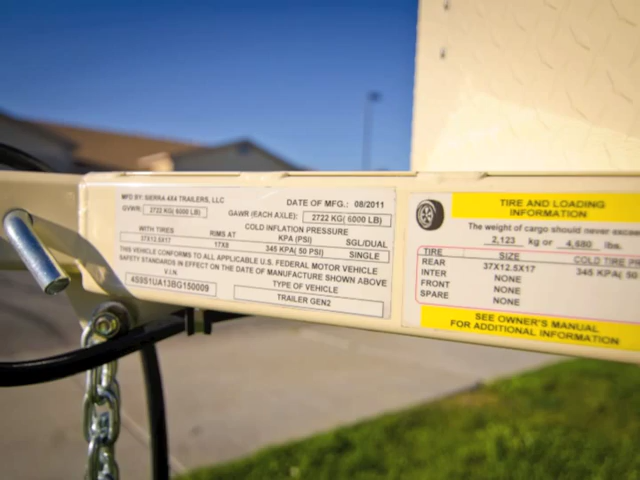 MFD BY: SIERRA 4X4 TRAILERS, LLC
DATE OF MFG.: 08/2011
GVWR: 2722 KG( 6000 LB)
GAWR (EACH AXLE): 2722 KG( 6000 LB)
COLD INFLATION PRESSURE
WITH TIRES RIMS AT KPA (PSI) SGL/DUAL
37X12.5X17 17X8 345 KPA( 50 PSI) SINGLE
THIS VEHICLE CONFORMS TO ALL APPLICABLE U.S. FEDERAL MOTOR VEHICLE
SAFETY STANDARDS IN EFFECT ON THE DATE OF MANUFACTURE SHOWN ABOVE
V.I.N. TYPE OF VEHICLE
4S9S1UA13BG150009 TRAILER GEN2
TIRE AND LOADING
INFORMATION
The weight of cargo should never exceed
2,123 kg or 4,680 lbs.
TIRE SIZE COLD TIRE
REAR 37X12.5X17 345 KPA( 50
INTER NONE
FRONT NONE
SPARE NONE
SEE OWNER'S MANUAL
FOR ADDITIONAL INFORMATION